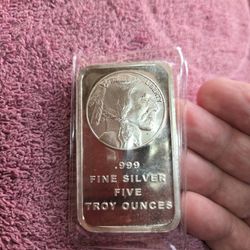 .999
FINE SILVER
FIVE
TROY OUNCES